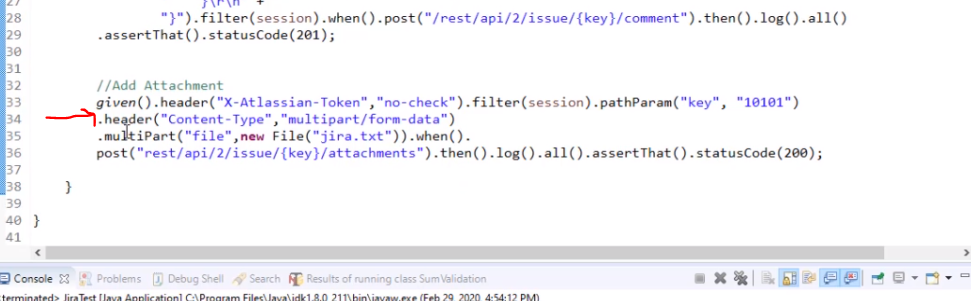 27 }\r\n" +
28 "}").filter(session).when().post("/rest/api/2/issue/{key}/comment").then().log().all()
29 .assertThat().statusCode(201);
30
31
32 //Add Attachment
33 given().header("X-Atlassian-Token","no-check").filter(session).pathParam("key", "10101")
34 .header("Content-Type","multipart/form-data")
35 .multiPart("file",new File("jira.txt")).when().
36 post("rest/api/2/issue/{key}/attachments").then().log().all().assertThat().statusCode(200);
37
38 }
39
40 }
41
Console Problems Debug Shell Search Results of running class SumValidation
terminated> JiraTest [Java Application] C:\Program Files\Java\jdk1.8.0_211\bin\javaw.exe (Feb 29, 2020, 4:54:12 PM)